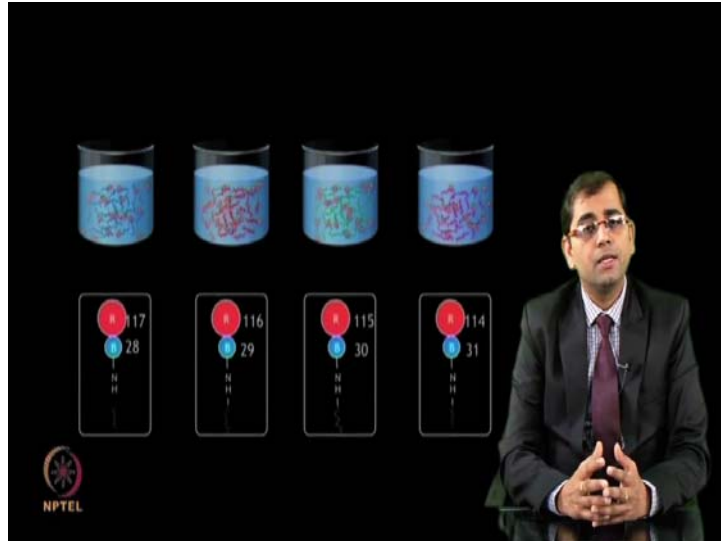 R 117 R 116 R 115 R 114
B 28 B 29 B 30 B 31
N N N N
H H H H
NPTEL